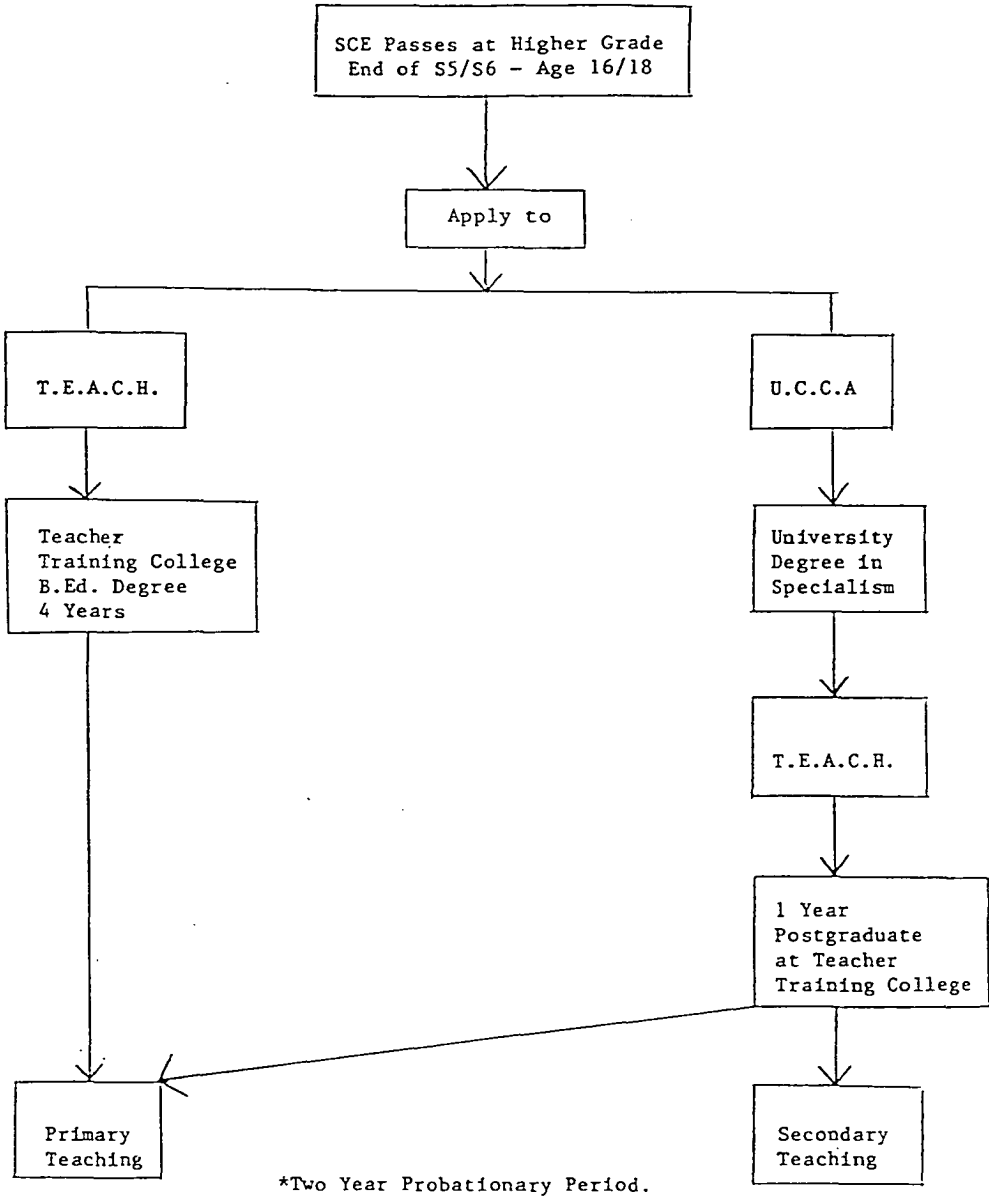 SCE Passes at Higher Grade
End of S5/S6 - Age 16/18
Apply to
T.E.A.C.H.
U.C.C.A
Teacher
Training College
B.Ed. Degree
4 Years
University
Degree in
Specialism
T.E.A.C.H.
1 Year
Postgraduate
at Teacher
Training College
Primary
Teaching
Secondary
Teaching
*Two Year Probationary Period.